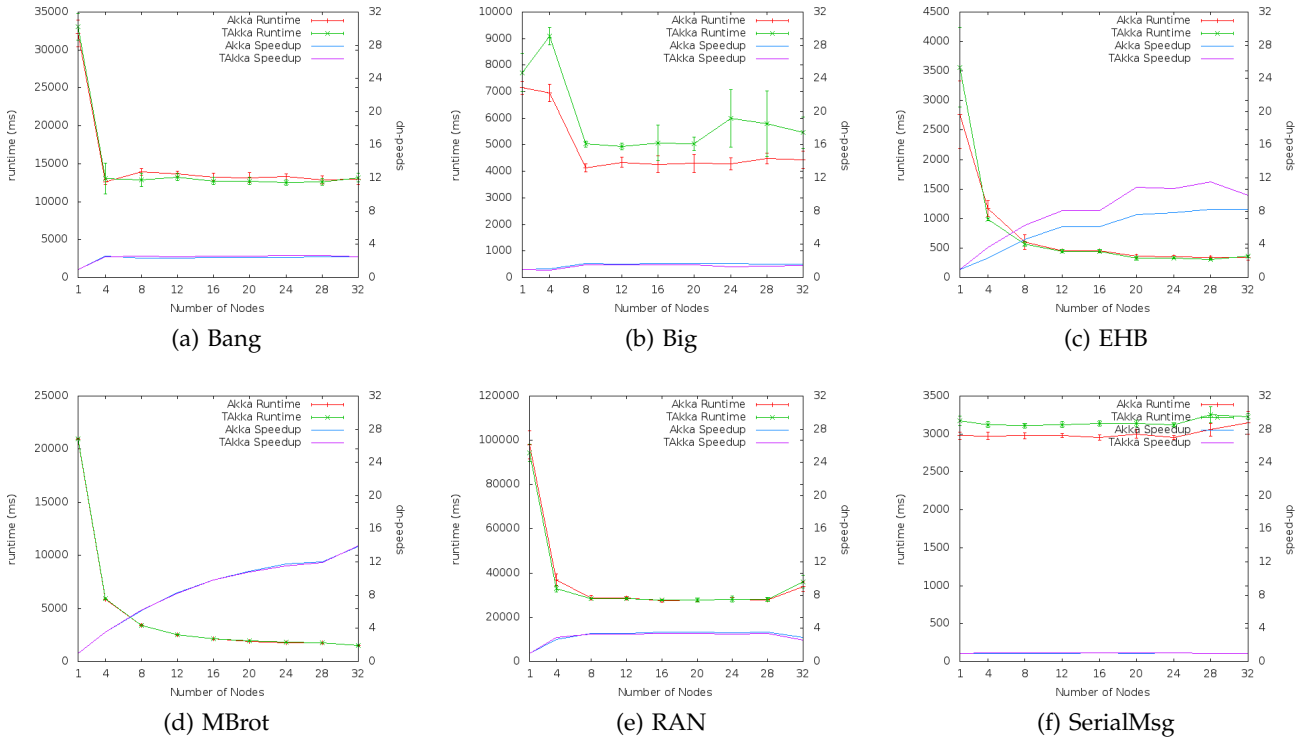 35000
30000
25000
20000
15000
10000
5000
0
runtime (ms)
32
28
24
20
16
12
8
4
0
speed-up
Akka Runtime
TAkka Runtime
Akka Speedup
TAkka Speedup
1 4 8 12 16 20 24 28 32
Number of Nodes
(a) Bang
10000
9000
8000
7000
6000
5000
4000
3000
2000
1000
0
runtime (ms)
32
28
24
20
16
12
8
4
0
speed-up
Akka Runtime
TAkka Runtime
Akka Speedup
TAkka Speedup
1 4 8 12 16 20 24 28 32
Number of Nodes
(b) Big
4500
4000
3500
3000
2500
2000
1500
1000
500
0
runtime (ms)
32
28
24
20
16
12
8
4
0
speed-up
Akka Runtime
TAkka Runtime
Akka Speedup
TAkka Speedup
1 4 8 12 16 20 24 28 32
Number of Nodes
(c) EHB
25000
20000
15000
10000
5000
0
runtime (ms)
32
28
24
20
16
12
8
4
0
speed-up
Akka Runtime
TAkka Runtime
Akka Speedup
TAkka Speedup
1 4 8 12 16 20 24 28 32
Number of Nodes
(d) MBrot
120000
100000
80000
60000
40000
20000
0
runtime (ms)
32
28
24
20
16
12
8
4
0
speed-up
Akka Runtime
TAkka Runtime
Akka Speedup
TAkka Speedup
1 4 8 12 16 20 24 28 32
Number of Nodes
(e) RAN
3500
3000
2500
2000
1500
1000
500
0
runtime (ms)
32
28
24
20
16
12
8
4
0
speed-up
Akka Runtime
TAkka Runtime
Akka Speedup
TAkka Speedup
1 4 8 12 16 20 24 28 32
Number of Nodes
(f) SerialMsg